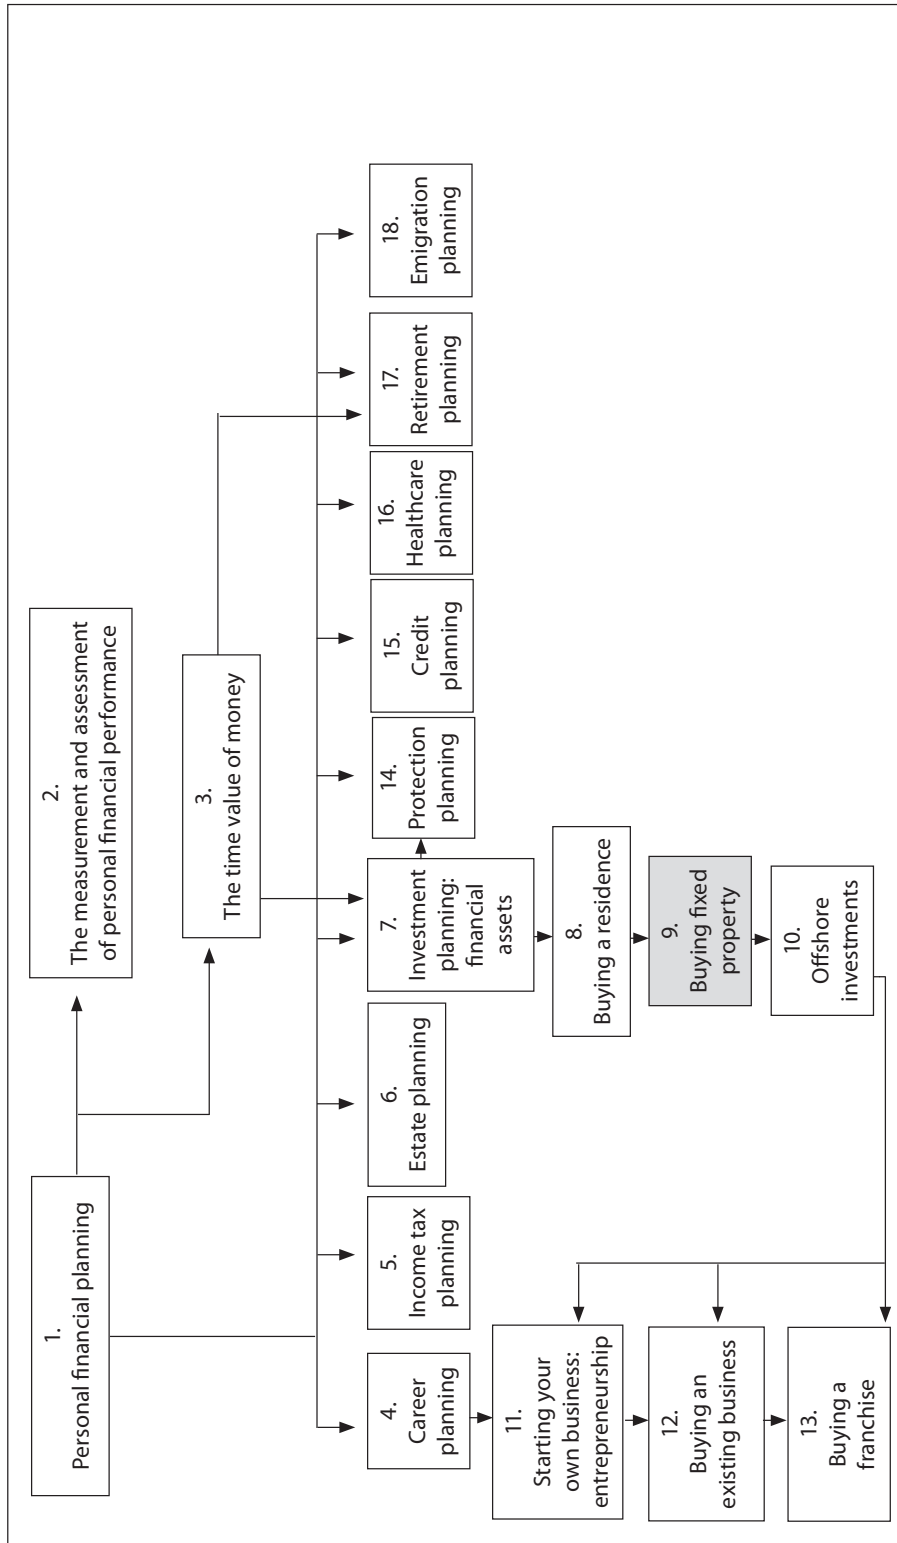 1.
Personal financial planning
2.
The measurement and assessment
of personal financial performance
3.
The time value of money
4.
Career
planning
5.
Income tax
planning
6.
Estate planning
7.
Investment
planning:
financial
assets
14.
Protection
planning
15.
Credit
planning
16.
Healthcare
planning
17.
Retirement
planning
18.
Emigration
planning
11.
Starting your
own business:
entrepreneurship
8.
Buying a residence
12.
Buying an
existing business
9.
Buying fixed
property
13.
Buying a
franchise
10.
Offshore
investments